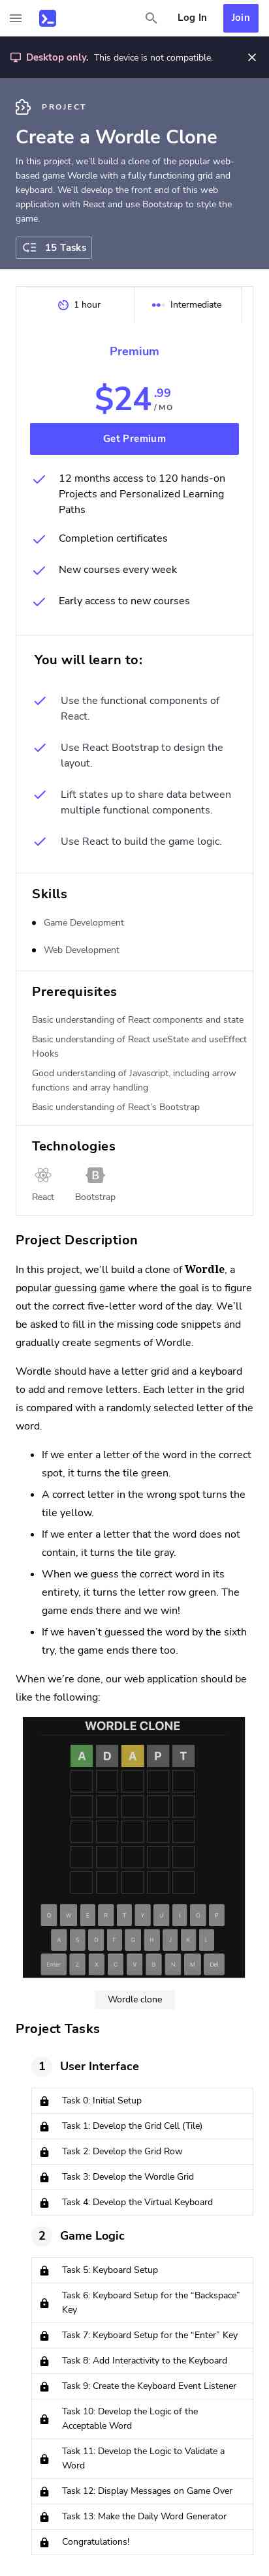 Log In
Join
Desktop only. This device is not compatible.
PROJECT
Create a Wordle Clone
In this project, we’ll build a clone of the popular web-
based game Wordle with a fully functioning grid and
keyboard. We’ll develop the front end of this web
application with React and use Bootstrap to style the
game.
15 Tasks
1 hour
Intermediate
Premium
$24.99
/ MO
Get Premium
12 months access to 120 hands-on
Projects and Personalized Learning
Paths
Completion certificates
New courses every week
Early access to new courses
You will learn to:
Use the functional components of
React.
Use React Bootstrap to design the
layout.
Lift states up to share data between
multiple functional components.
Use React to build the game logic.
Skills
Game Development
Web Development
Prerequisites
Basic understanding of React components and state
Basic understanding of React useState and useEffect
Hooks
Good understanding of Javascript, including arrow
functions and array handling
Basic understanding of React’s Bootstrap
Technologies
B
React
Bootstrap
Project Description
In this project, we’ll build a clone of Wordle, a
popular guessing game where the goal is to figure
out the correct five-letter word of the day. We’ll
be asked to fill in the missing code snippets and
gradually create segments of Wordle.
Wordle should have a letter grid and a keyboard
to add and remove letters. Each letter in the grid
is compared with a randomly selected letter of the
word.
If we enter a letter of the word in the correct
spot, it turns the tile green.
A correct letter in the wrong spot turns the
tile yellow.
If we enter a letter that the word does not
contain, it turns the tile gray.
When we guess the correct word in its
entirety, it turns the letter row green. The
game ends there and we win!
If we haven’t guessed the word by the sixth
try, the game ends there too.
When we’re done, our web application should be
like the following:
WORDLE CLONE
A D A P T
Q W E R T Y U I O P
A S D F G H J K L
Enter Z X C V B N M Del
Wordle clone
Project Tasks
1 User Interface
Task 0: Initial Setup
Task 1: Develop the Grid Cell (Tile)
Task 2: Develop the Grid Row
Task 3: Develop the Wordle Grid
Task 4: Develop the Virtual Keyboard
2 Game Logic
Task 5: Keyboard Setup
Task 6: Keyboard Setup for the “Backspace”
Key
Task 7: Keyboard Setup for the “Enter” Key
Task 8: Add Interactivity to the Keyboard
Task 9: Create the Keyboard Event Listener
Task 10: Develop the Logic of the
Acceptable Word
Task 11: Develop the Logic to Validate a
Word
Task 12: Display Messages on Game Over
Task 13: Make the Daily Word Generator
Congratulations!